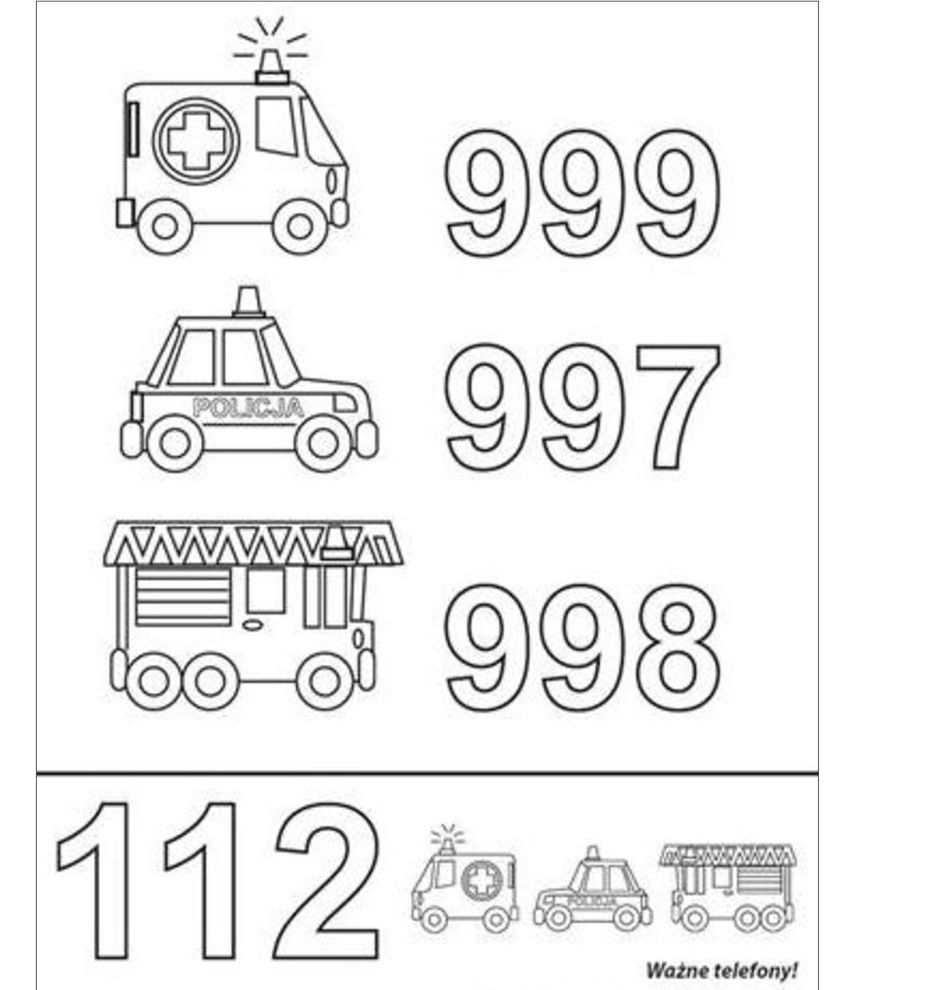 999
POLICJA
997
998
112
POLICJA
Ważne telefony!